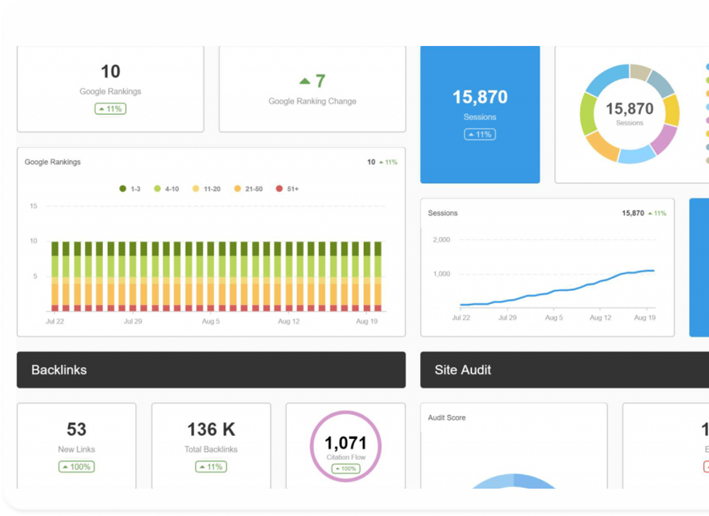 10
Google Rankings
11%
7
Google Ranking Change
15,870
Sessions
11%
15,870
Sessions
Google Rankings
10 11%
1-3 4-10 11-20 21-50 51+
15
10
5
Jul 22 Jul 29 Aug 5 Aug 12 Aug 19
Sessions
15,870 11%
2,000
1,000
Jul 22 Jul 29 Aug 5 Aug 12 Aug 19
Backlinks
Site Audit
53
New Links
100%
136 K
Total Backlinks
11%
1,071
Citation Flow
100%
Audit Score